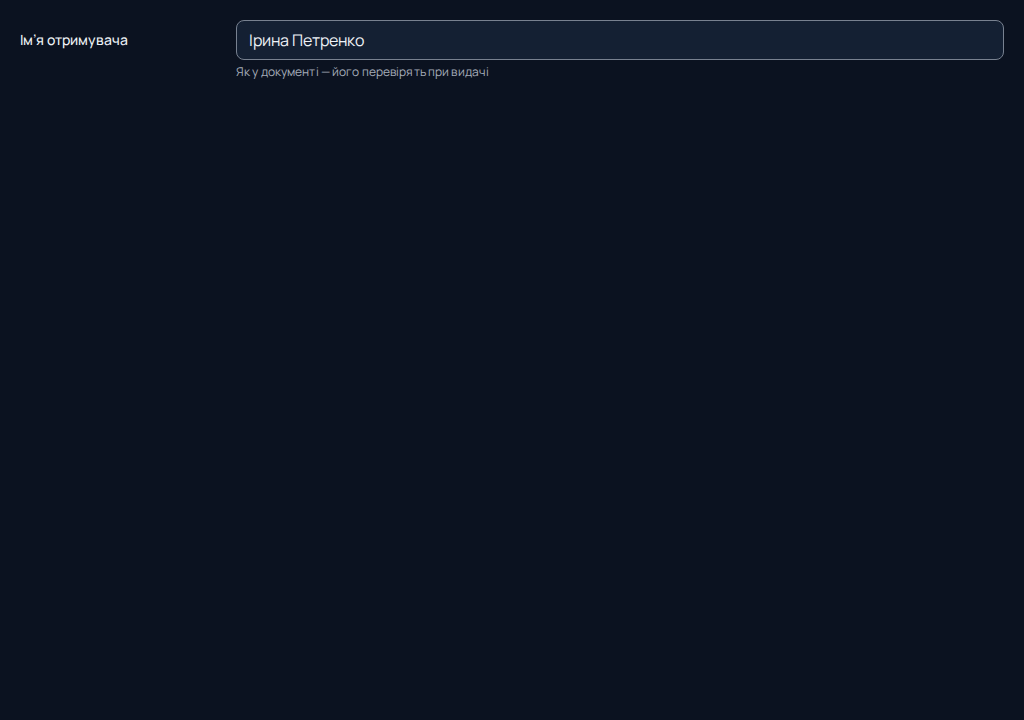 Ім’я отримувача
Ірина Петренко
Як у документі — його перевірять при видачі